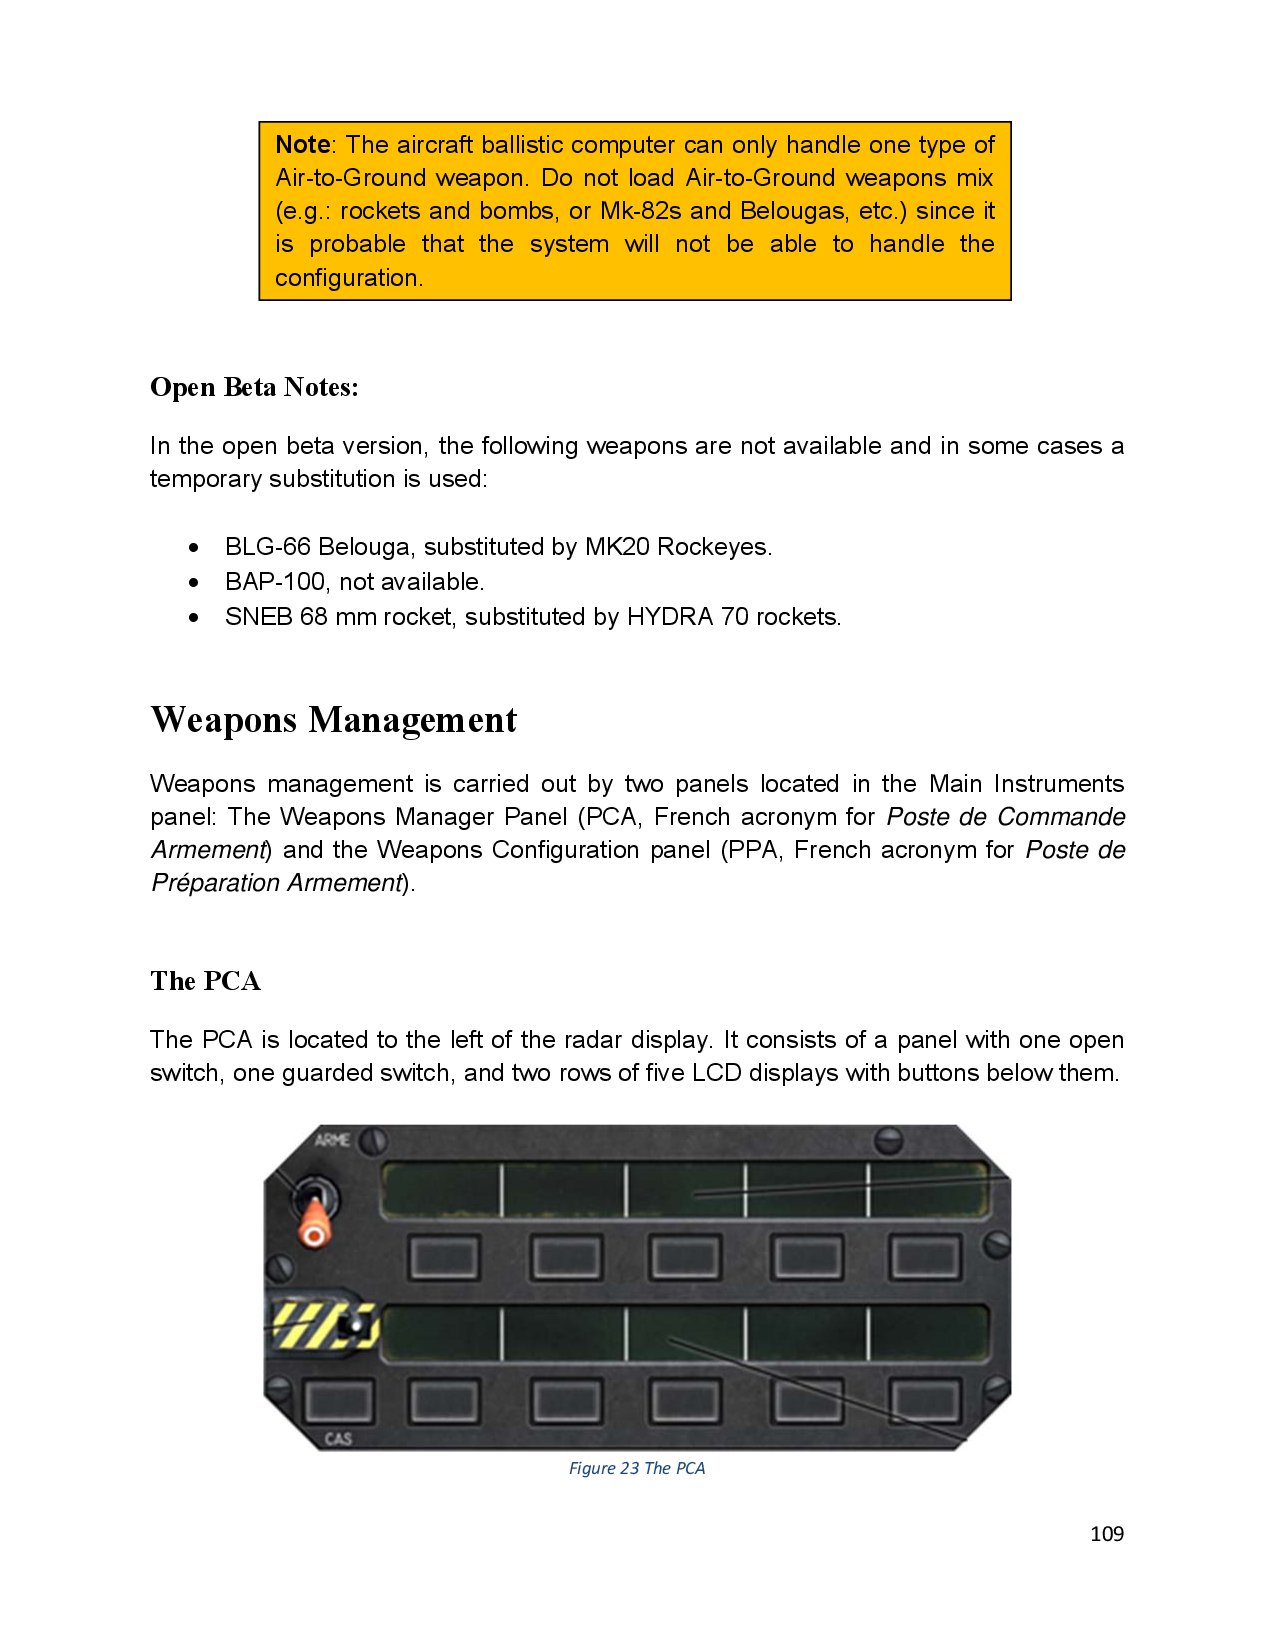 Note: The aircraft ballistic computer can only handle one type of
Air-to-Ground weapon. Do not load Air-to-Ground weapons mix
(e.g.: rockets and bombs, or Mk-82s and Belougas, etc.) since it
is probable that the system will not be able to handle the
configuration.
Open Beta Notes:
In the open beta version, the following weapons are not available and in some cases a
temporary substitution is used:
• BLG-66 Belouga, substituted by MK20 Rockeyes.
• BAP-100, not available.
• SNEB 68 mm rocket, substituted by HYDRA 70 rockets.
Weapons Management
Weapons management is carried out by two panels located in the Main Instruments
panel: The Weapons Manager Panel (PCA, French acronym for Poste de Commande
Armement) and the Weapons Configuration panel (PPA, French acronym for Poste de
Préparation Armement).
The PCA
The PCA is located to the left of the radar display. It consists of a panel with one open
switch, one guarded switch, and two rows of five LCD displays with buttons below them.
ARME
CAS
Figure 23 The PCA
109